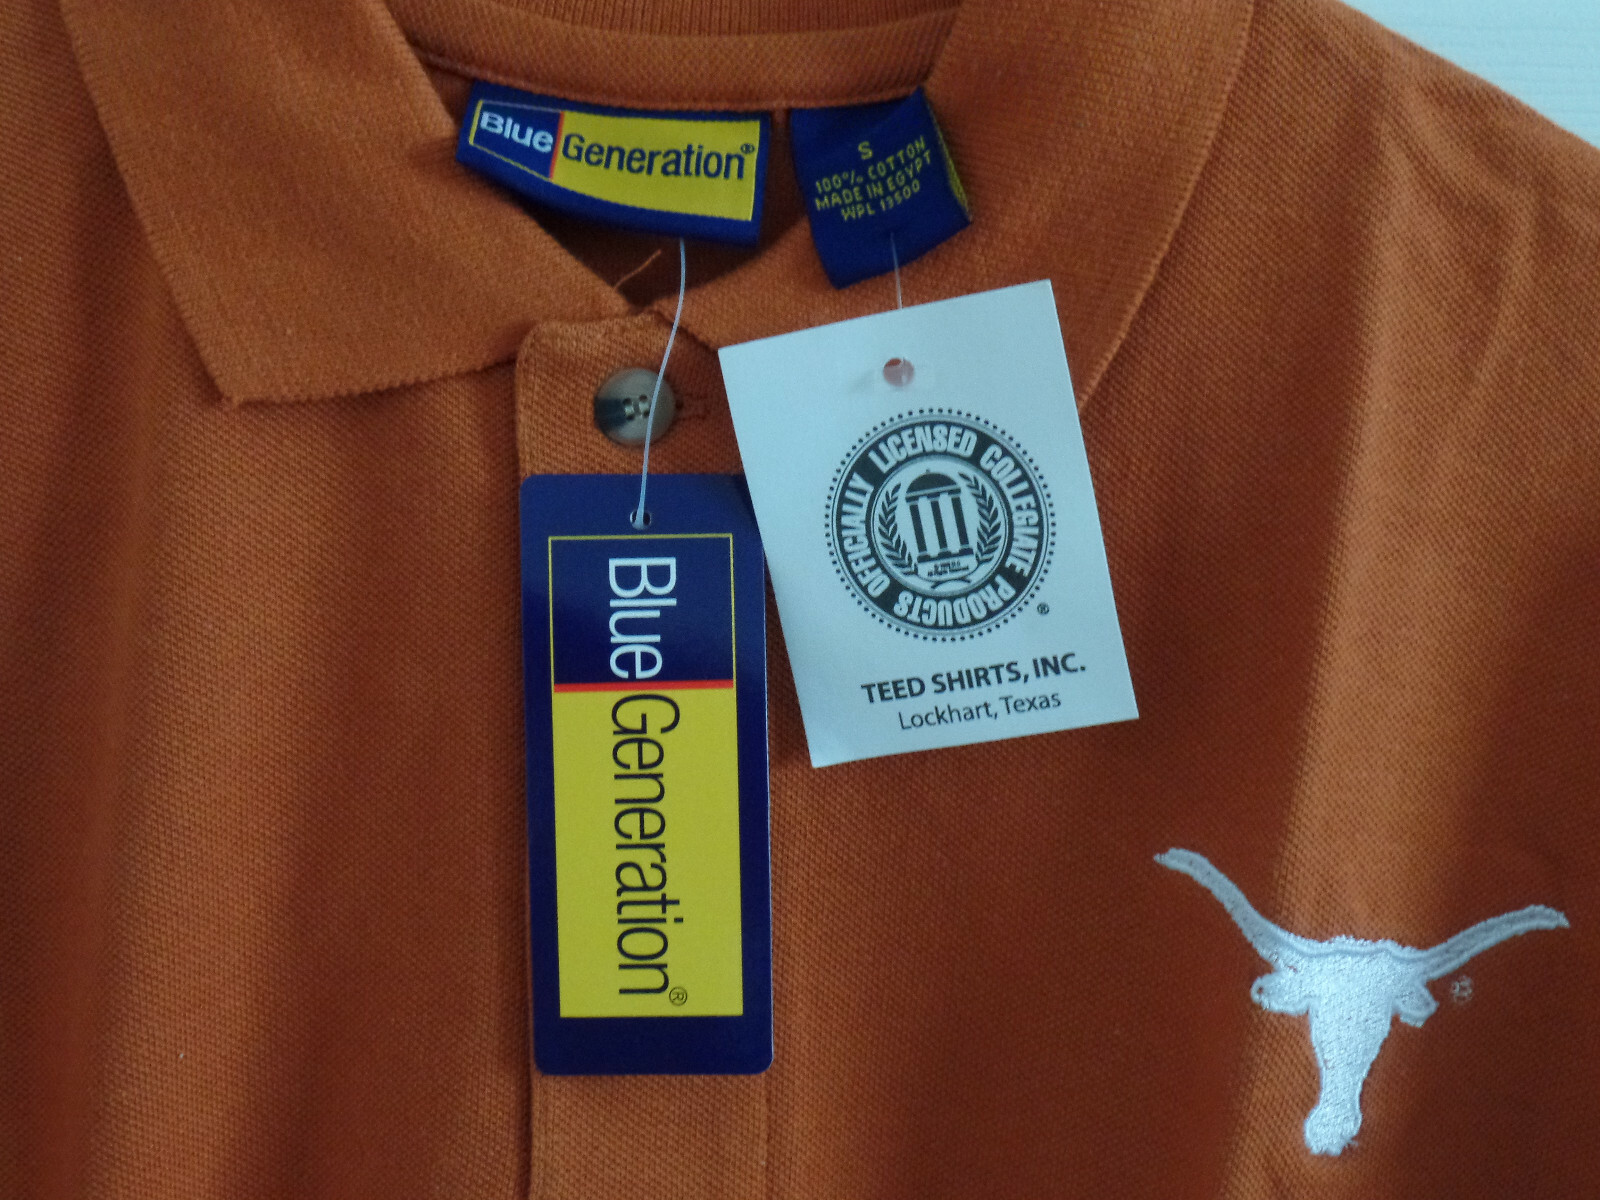 Blue Generation®
S
100% COTTON
MADE IN EGYPT
WPL 13500
Blue Generation®
OFFICIALLY LICENSED COLLEGIATE PRODUCTS
®
TEED SHIRTS, INC.
Lockhart, Texas
®